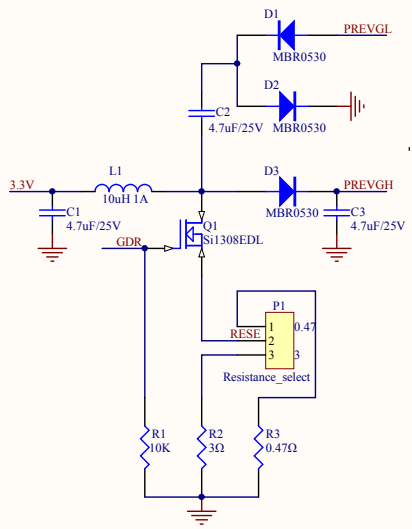 D1
PREVGL
MBR0530
D2
C2
4.7uF/25V
MBR0530
L1
D3
3.3V
PREVGH
10uH 1A
MBR0530
C1
4.7uF/25V
Q1
Si1308EDL
C3
4.7uF/25V
GDR
P1
1
0.47
RESE
2
3
3
Resistance_select
R1
10K
R2
3Ω
R3
0.47Ω